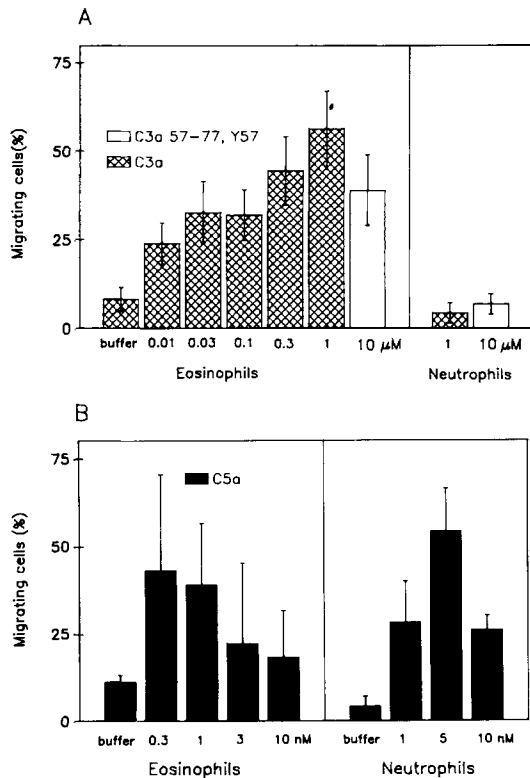 A
75
50
25
0
Migrating cells(%)
C3a 57-77, Y57
C3a
buffer 0.01 0.03 0.1 0.3 1 10 μM
1 10 μM
Eosinophils
Neutrophils
B
75
50
25
0
Migrating cells (%)
C5a
buffer 0.3 1 3 10 nM
buffer 1 5 10 nM
Eosinophils
Neutrophils